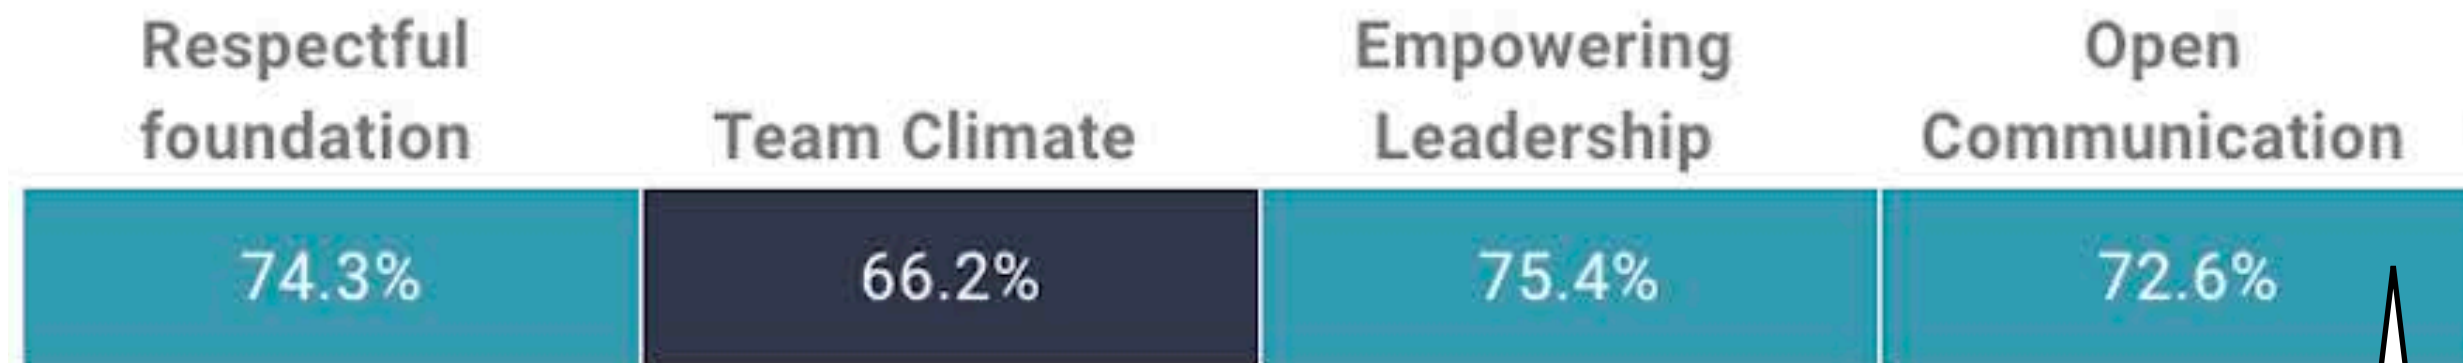 Respectful
foundation
Team Climate
Empowering
Leadership
Open
Communication
74.3%
66.2%
75.4%
72.6%